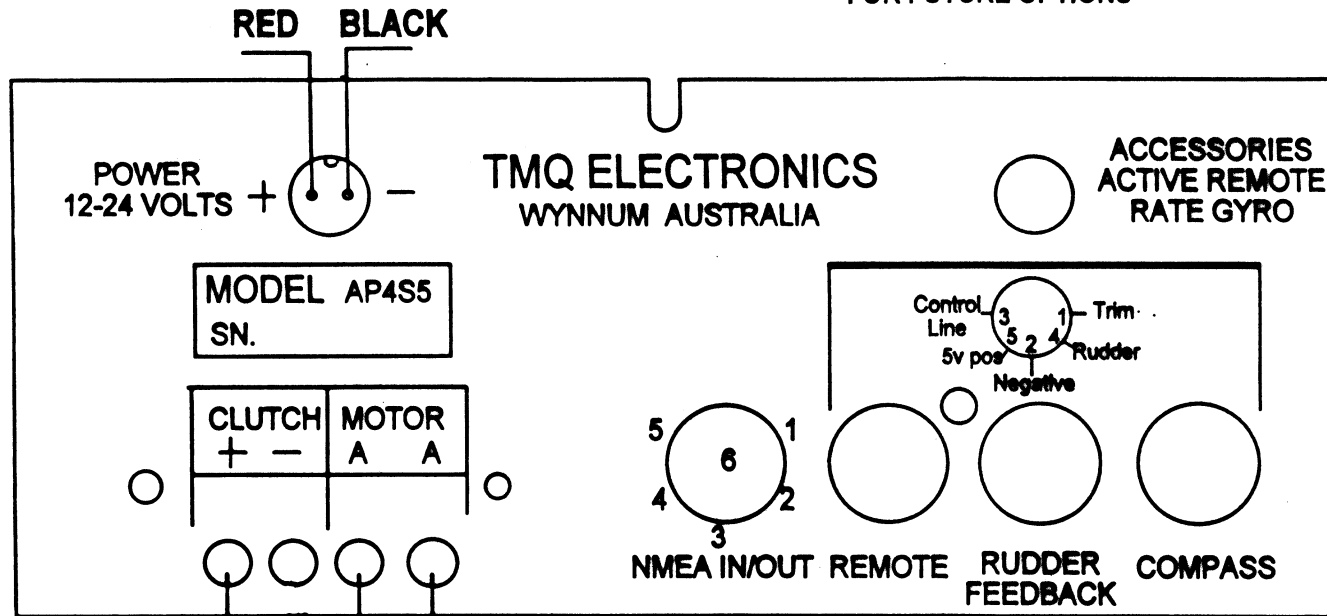 RED BLACK
POWER
12-24 VOLTS + −
TMQ ELECTRONICS
WYNNUM AUSTRALIA
ACCESSORIES
ACTIVE REMOTE
RATE GYRO
MODEL AP4S5
SN.
Control
Line
3 1 Trim
5 2 4
5v pos
Rudder
Negative
CLUTCH MOTOR
+ − A A
5 1
6
4 2
3
NMEA IN/OUT REMOTE RUDDER
FEEDBACK COMPASS